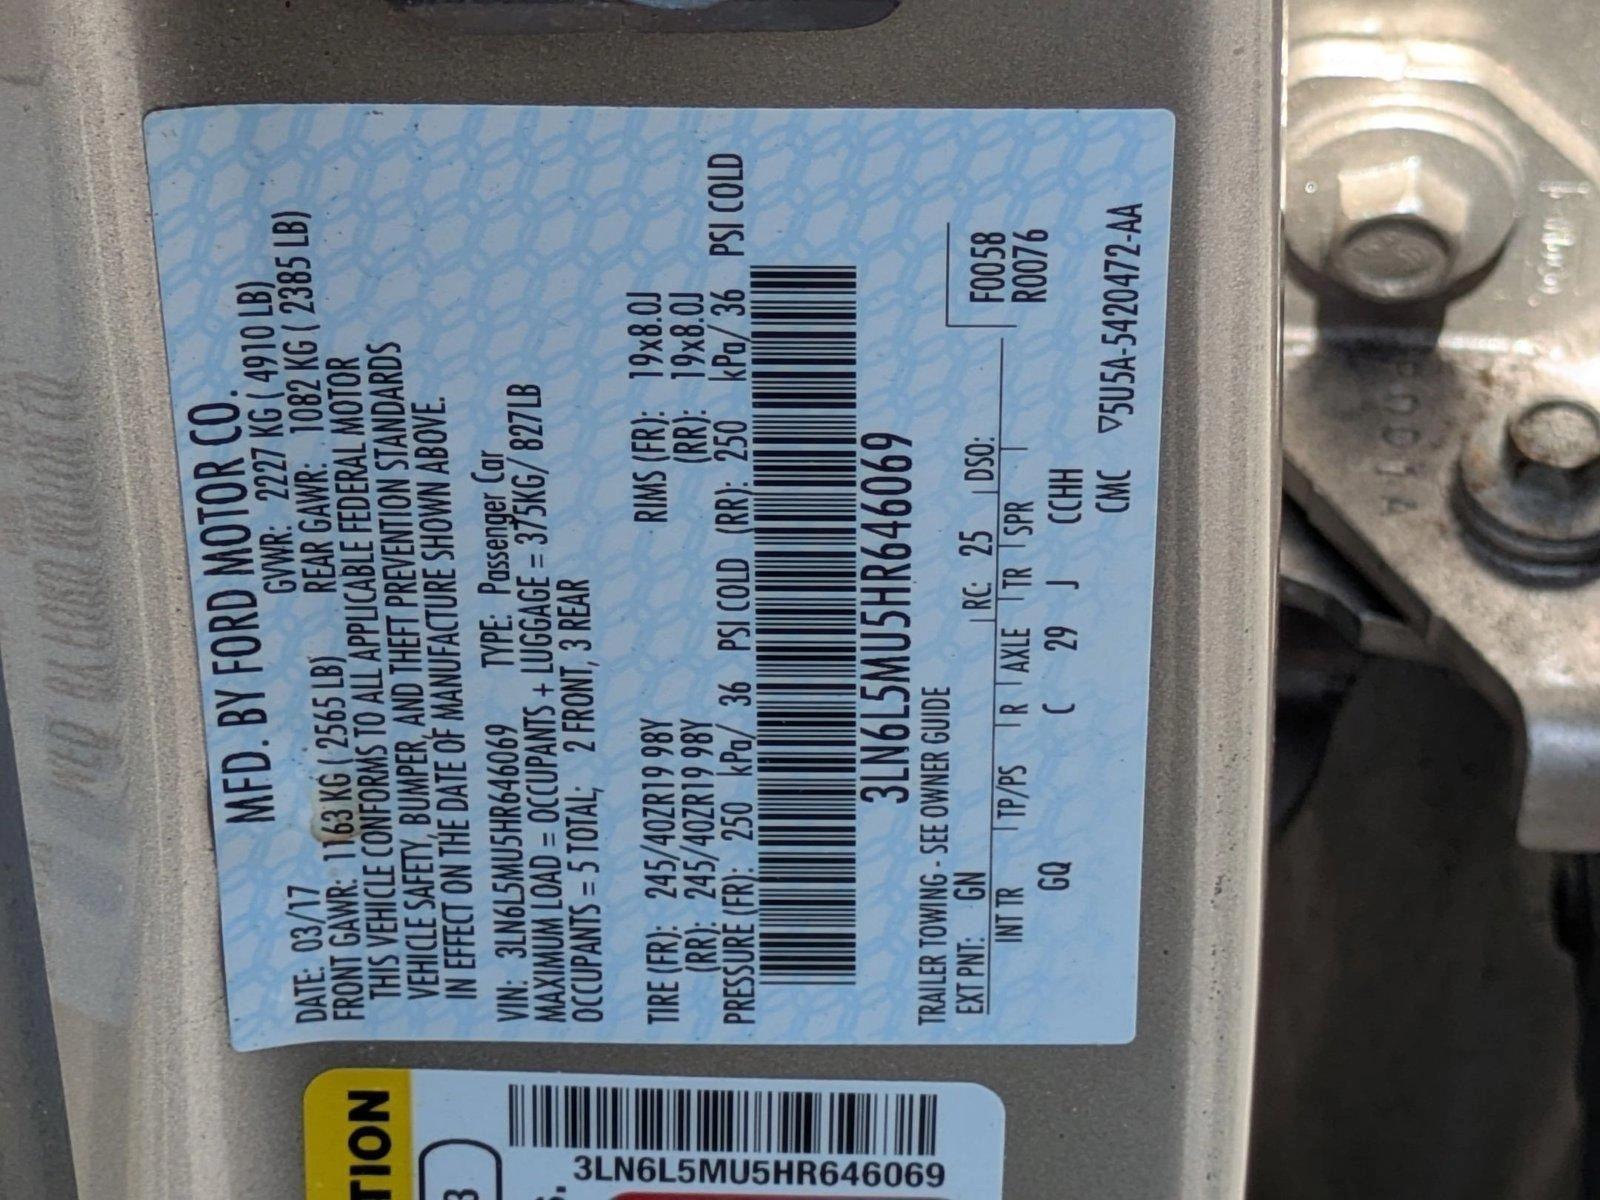 MFD. BY FORD MOTOR CO.
DATE: 03/17 GVWR: 2227 KG ( 4910 LB)
FRONT GAWR: 1163 KG ( 2565 LB) REAR GAWR: 1082 KG ( 2385 LB)
THIS VEHICLE CONFORMS TO ALL APPLICABLE FEDERAL MOTOR
VEHICLE SAFETY, BUMPER, AND THEFT PREVENTION STANDARDS
IN EFFECT ON THE DATE OF MANUFACTURE SHOWN ABOVE.
VIN: 3LN6L5MU5HR646069 TYPE: Passenger Car
MAXIMUM LOAD = OCCUPANTS + LUGGAGE = 375KG/ 827LB
OCCUPANTS = 5 TOTAL; 2 FRONT, 3 REAR
TIRE (FR): 245/40ZR19 98Y RIMS (FR): 19x8.0J
(RR): 245/40ZR19 98Y (RR): 19x8.0J
PRESSURE (FR): 250 kPa/ 36 PSI COLD (RR): 250 kPa/ 36 PSI COLD
3LN6L5MU5HR646069
TRAILER TOWING - SEE OWNER GUIDE
EXT PNT: GN RC: 25 DSO: F0058
R0076
INT TR TP/PS R AXLE TR SPR
GQ C 29 J CCHH
CMC ▽5U5A-5420472-AA
TION
3LN6L5MU5HR646069